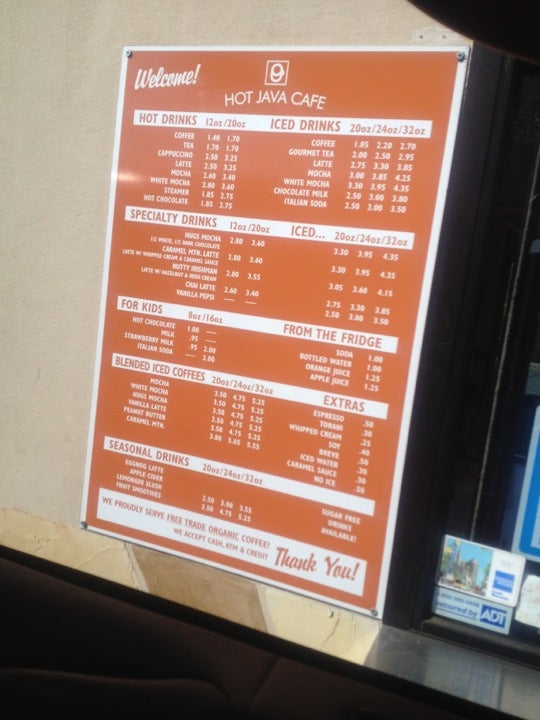 Welcome!
HOT JAVA CAFE
HOT DRINKS 12oz/20oz
COFFEE 1.40 1.70
TEA 1.70 1.70
CAPPUCCINO 2.50 3.25
LATTE 2.50 3.25
MOCHA 2.60 3.40
WHITE MOCHA 2.80 3.60
STEAMER 1.85 2.75
HOT CHOCOLATE 1.85 2.75
ICED DRINKS 20oz/24oz/32oz
COFFEE 1.85 2.20 2.70
GOURMET TEA 2.00 2.50 2.95
LATTE 2.75 3.30 3.85
MOCHA 3.00 3.85 4.25
WHITE MOCHA 3.30 3.95 4.35
CHOCOLATE MILK 2.50 3.00 3.80
ITALIAN SODA 2.50 3.00 3.50
SPECIALTY DRINKS 12oz/20oz ICED... 20oz/24oz/32oz
HUGS MOCHA 2.80 3.60 3.30 3.95 4.35
1/2 WHITE, 1/2 DARK CHOCOLATE
CARAMEL MTN. LATTE 2.80 3.60 3.30 3.95 4.35
LATTE W/ WHIPPED CREAM & CARAMEL SAUCE
NUTTY IRISHMAN 2.80 3.55 3.05 3.60 4.15
LATTE W/ HAZELNUT & IRISH CREAM
CHAI LATTE 2.60 3.40 2.75 3.30 3.85
VANILLA PEPSI — — 2.50 3.00 3.50
FOR KIDS 8oz/16oz
HOT CHOCOLATE 1.00 —
MILK .95 —
STRAWBERRY MILK .95 2.00
ITALIAN SODA — 2.00
FROM THE FRIDGE
SODA 1.00
BOTTLED WATER 1.00
ORANGE JUICE 1.25
APPLE JUICE 1.25
BLENDED ICED COFFEES 20oz/24oz/32oz
MOCHA 3.50 4.75 5.25
WHITE MOCHA 3.50 4.75 5.25
HUGS MOCHA 3.50 4.75 5.25
VANILLA LATTE 3.50 4.75 5.25
PEANUT BUTTER 3.50 4.75 5.25
CARAMEL MTN. 3.80 5.05 5.55
EXTRAS
ESPRESSO .50
TORANI .30
WHIPPED CREAM .25
SOY .40
BREVE .50
ICED WATER .30
CARAMEL SAUCE .30
NO ICE .50
SEASONAL DRINKS 20oz/24oz/32oz
EGGNOG LATTE
APPLE CIDER
LEMONADE SLUSH 2.50 3.00 3.55
FRUIT SMOOTHIES 3.50 4.75 5.25
SUGAR FREE
DRINKS
AVAILABLE!
WE PROUDLY SERVE FREE TRADE ORGANIC COFFEE!
WE ACCEPT CASH, ATM & CREDIT
Thank You!
Secured by ADT